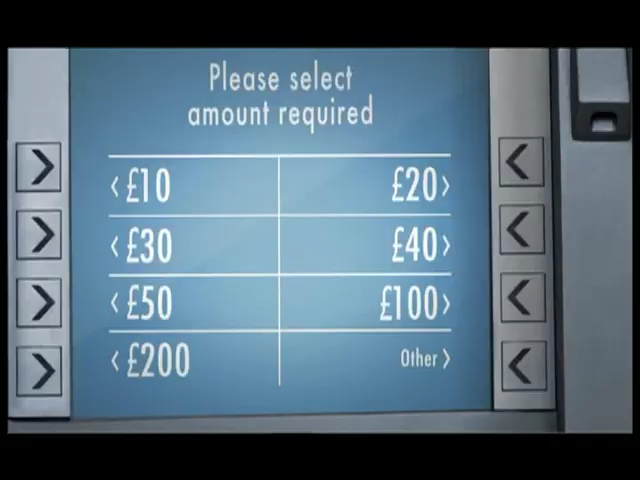 Please select
amount required
‹ £10 £20 ›
‹ £30 £40 ›
‹ £50 £100 ›
‹ £200 Other ›